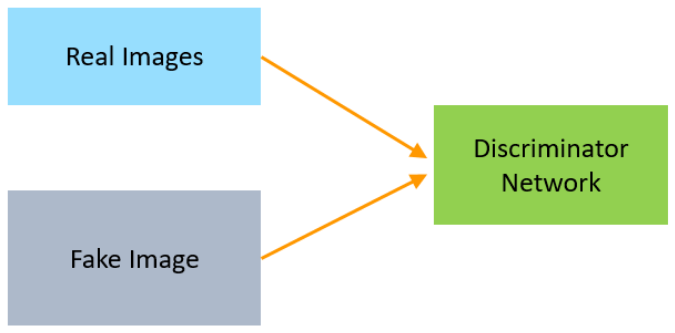 Real Images
Fake Image
Discriminator
Network